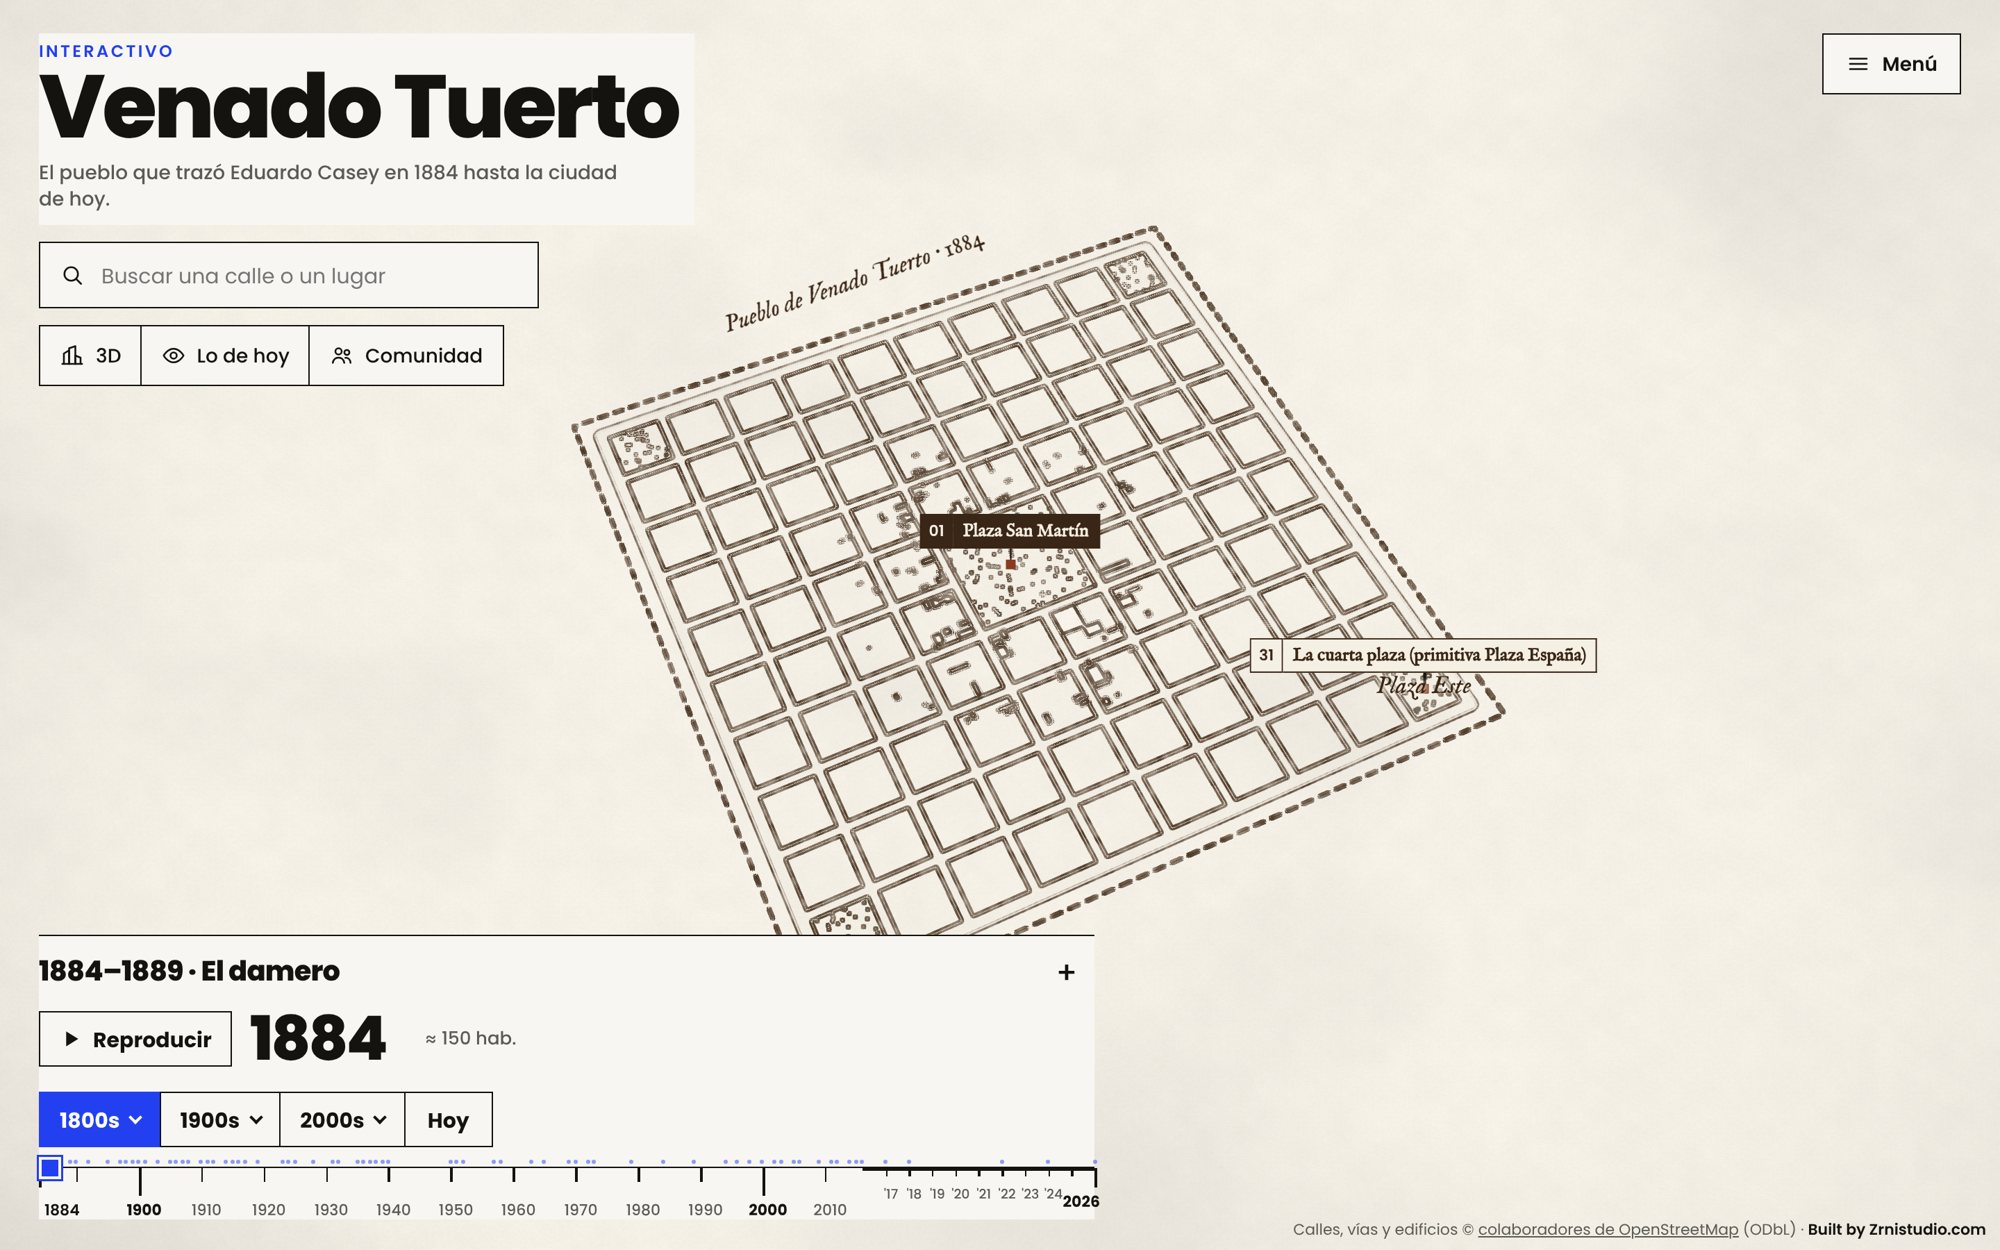 INTERACTIVO
Venado Tuerto
El pueblo que trazó Eduardo Casey en 1884 hasta la ciudad
de hoy.
Menú
Buscar una calle o un lugar
3D
Lo de hoy
Comunidad
Pueblo de Venado Tuerto · 1884
01 Plaza San Martín
31 La cuarta plaza (primitiva Plaza España)
Plaza Este
1884–1889 · El damero
+
Reproducir
1884
≈ 150 hab.
1800s
1900s
2000s
Hoy
1884 1900 1910 1920 1930 1940 1950 1960 1970 1980 1990 2000 2010 '17 '18 '19 '20 '21 '22 '23 '24 2026
Calles, vías y edificios © colaboradores de OpenStreetMap (ODbL) · Built by Zrnistudio.com